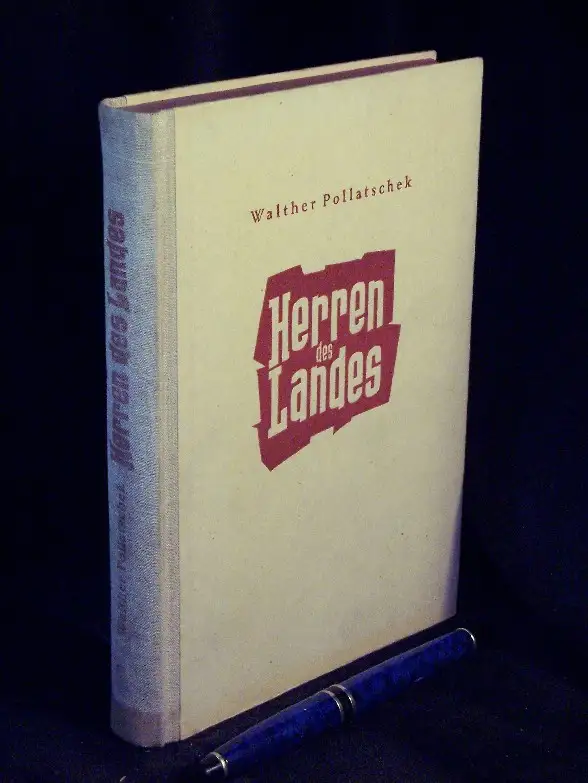 Walther Pollatschek
Herren
des
Landes
Walther Pollatschek Herren des Landes